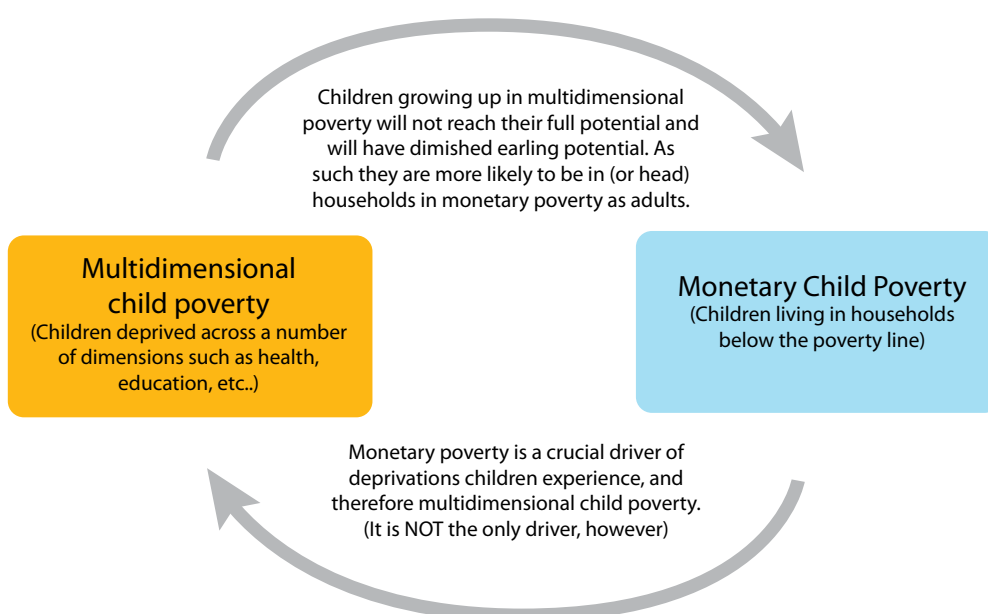 Children growing up in multidimensional
poverty will not reach their full potential and
will have dimished earling potential. As
such they are more likely to be in (or head)
households in monetary poverty as adults.
Multidimensional
child poverty
(Children deprived across a number
of dimensions such as health,
education, etc..)
Monetary Child Poverty
(Children living in households
below the poverty line)
Monetary poverty is a crucial driver of
deprivations children experience, and
therefore multidimensional child poverty.
(It is NOT the only driver, however)